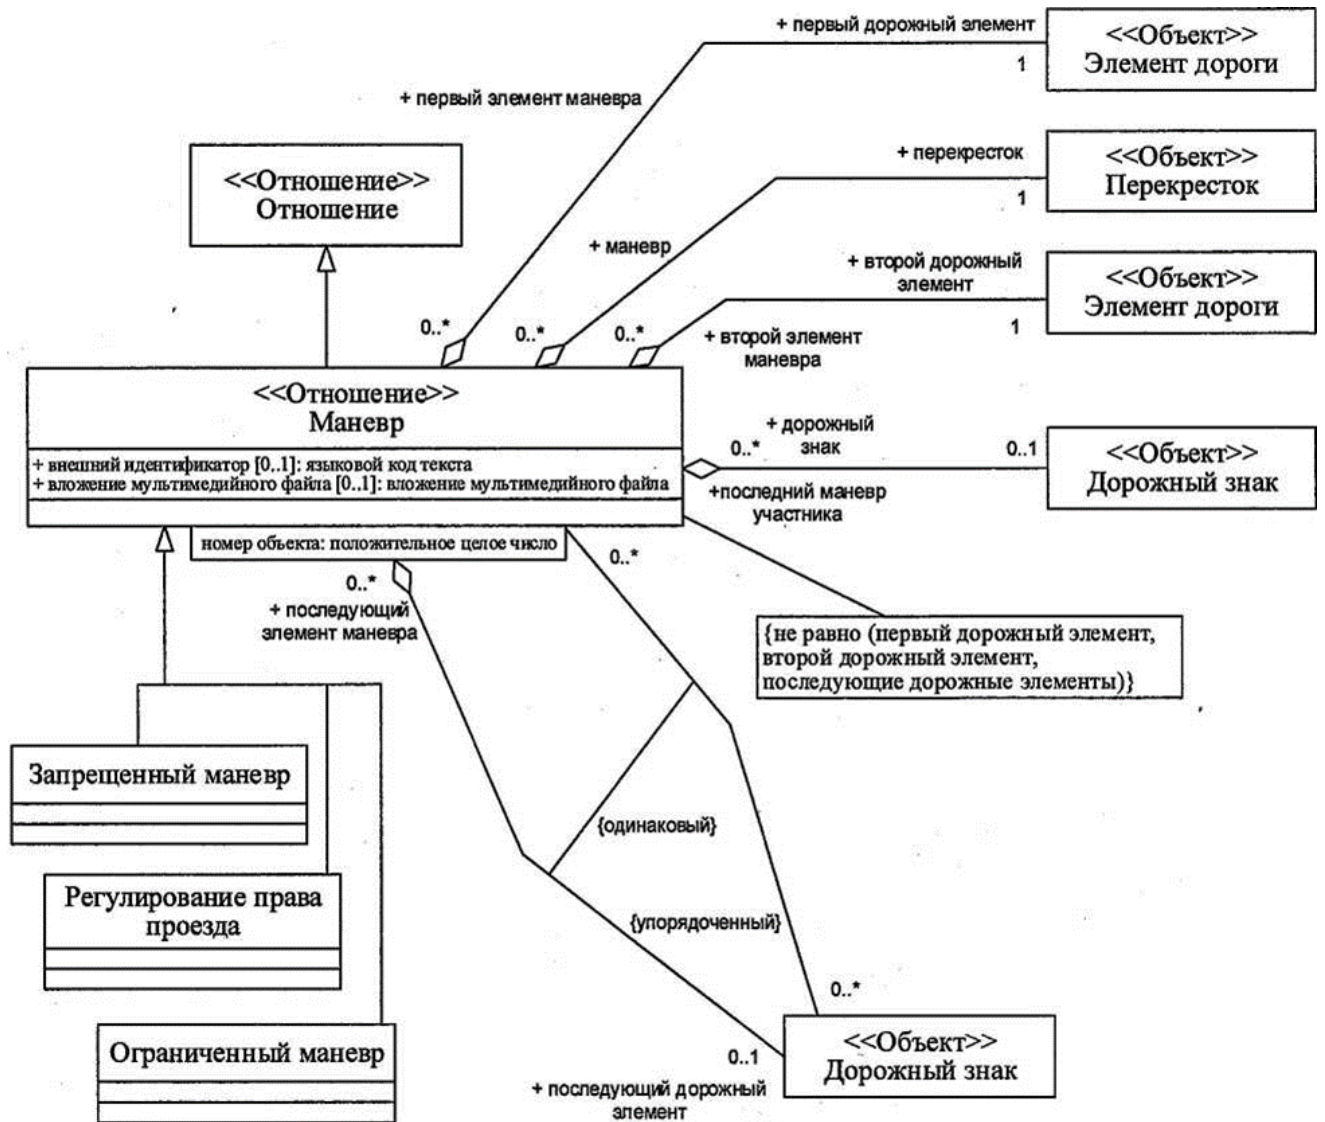 + первый дорожный элемент
<<Объект>>
Элемент дороги
1
+ первый элемент маневра
+ перекресток
<<Объект>>
Перекресток
1
<<Отношение>>
Отношение
+ маневр
+ второй дорожный
элемент
<<Объект>>
Элемент дороги
1
0..*
0..*
0..*
+ второй элемент
маневра
<<Отношение>>
Маневр
+ внешний идентификатор [0..1]: языковой код текста
+ вложение мультимедийного файла [0..1]: вложение мультимедийного файла
номер объекта: положительное целое число
+ дорожный
знак
0..*
0..1
<<Объект>>
Дорожный знак
+последний маневр
участника
0..*
0..*
+ последующий
элемент маневра
{не равно (первый дорожный элемент,
второй дорожный элемент,
последующие дорожные элементы)}
Запрещенный маневр
{одинаковый}
Регулирование права
проезда
{упорядоченный}
0..*
Ограниченный маневр
0..1
<<Объект>>
Дорожный знак
+ последующий дорожный
элемент